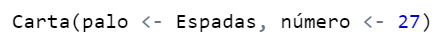 Carta(palo <- Espadas, número <- 27)